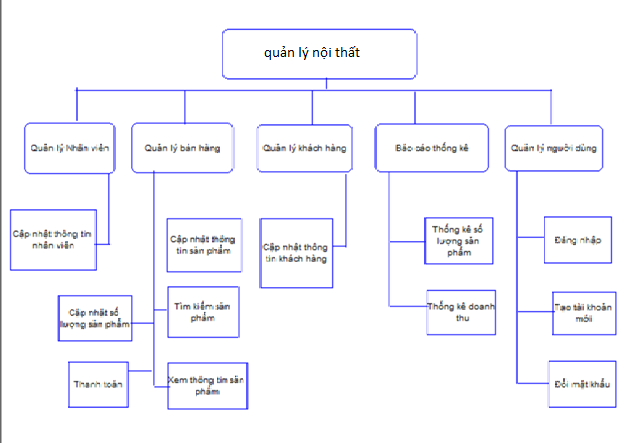 quản lý nội thất
Quản lý Nhân viên
Quản lý bán hàng
Quản lý khách hàng
Báo cáo thống kê
Quản lý người dùng
Cập nhật thông tin
nhân viên
Cập nhật thông
tin sản phẩm
Cập nhật thông
tin khách hàng
Thống kê số
lượng sản
phẩm
Đăng nhập
Cập nhật số
lượng sản phẩm
Tìm kiếm sản
phẩm
Thống kê doanh
thu
Tạo tài khoản
mới
Thanh toán
Xem thông tin sản
phẩm
Đổi mật khẩu